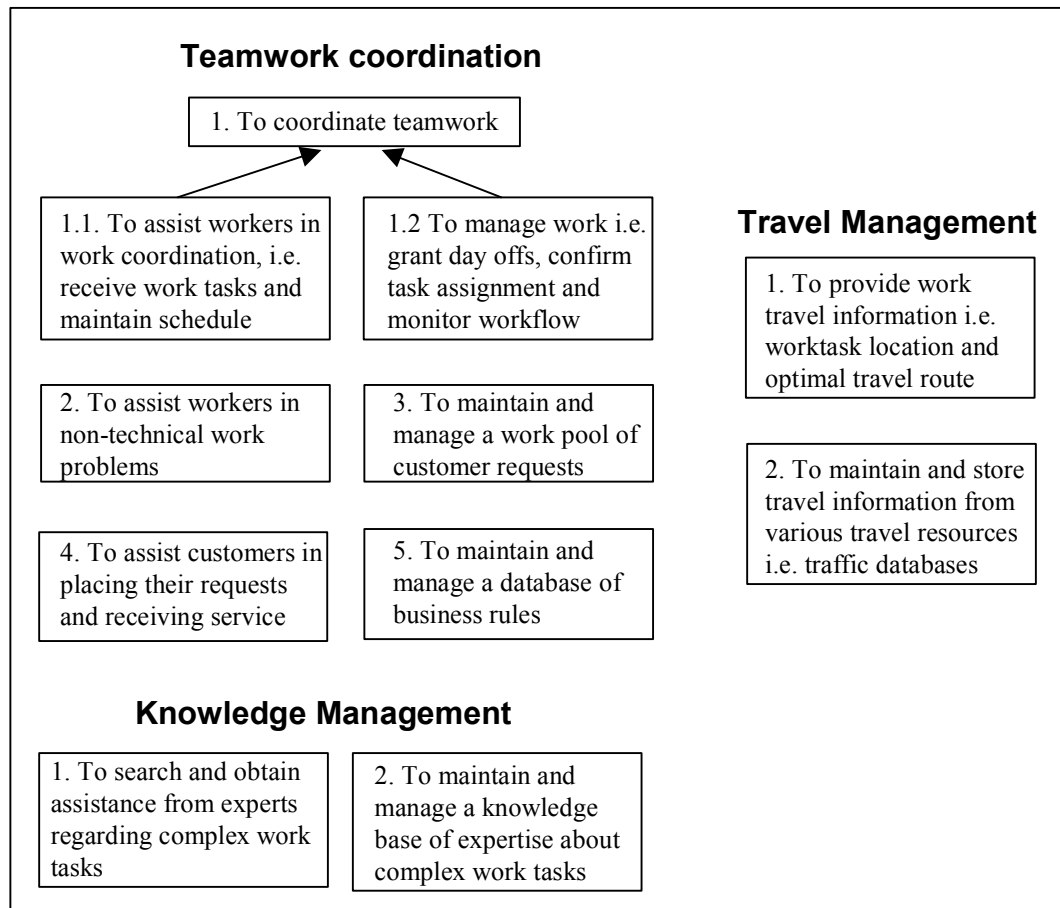 Teamwork coordination
1. To coordinate teamwork
1.1. To assist workers in
work coordination, i.e.
receive work tasks and
maintain schedule
1.2 To manage work i.e.
grant day offs, confirm
task assignment and
monitor workflow
2. To assist workers in
non-technical work
problems
3. To maintain and
manage a work pool of
customer requests
4. To assist customers in
placing their requests
and receiving service
5. To maintain and
manage a database of
business rules
Travel Management
1. To provide work
travel information i.e.
worktask location and
optimal travel route
2. To maintain and store
travel information from
various travel resources
i.e. traffic databases
Knowledge Management
1. To search and obtain
assistance from experts
regarding complex work
tasks
2. To maintain and
manage a knowledge
base of expertise about
complex work tasks